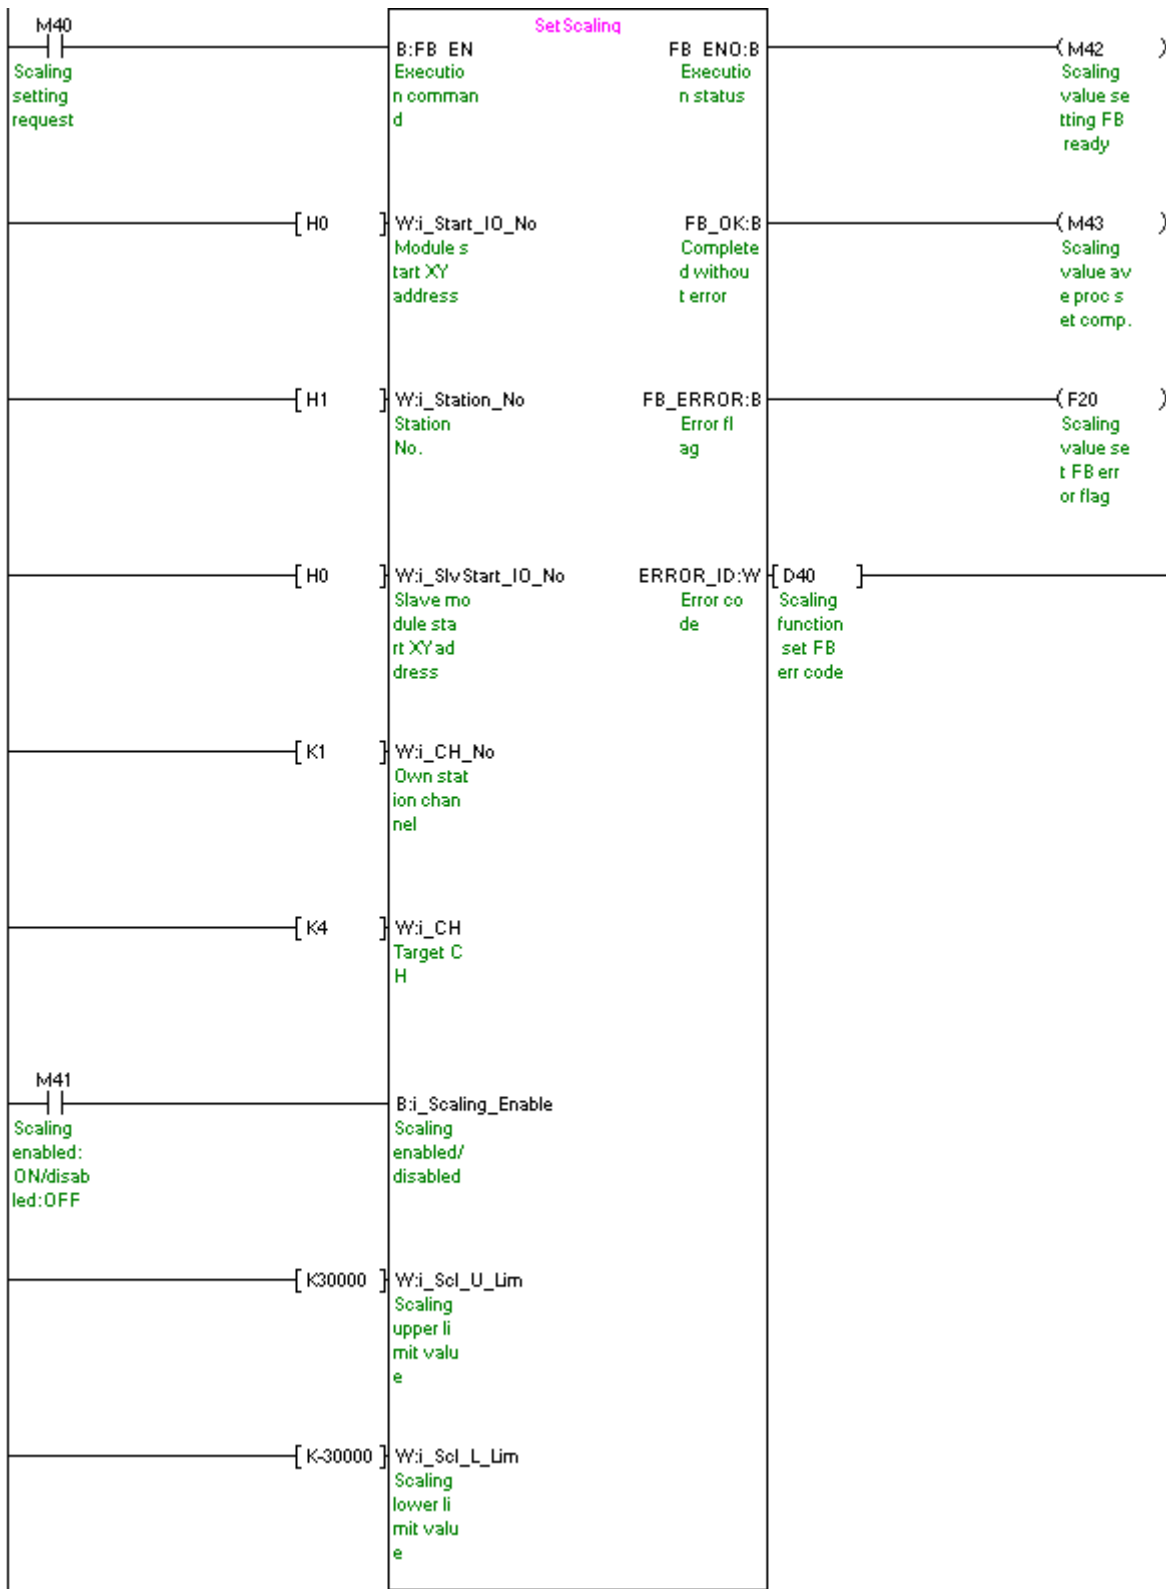 M40
Scaling
setting
request
SetScaling
B:FB_EN
Executio
n comman
d
FB_ENO:B
Executio
n status
M42
Scaling
value se
tting FB
ready
H0
W:i_Start_IO_No
Module s
tart XY
address
FB_OK:B
Complete
d withou
t error
M43
Scaling
value av
e proc s
et comp.
H1
W:i_Station_No
Station
No.
FB_ERROR:B
Error fl
ag
F20
Scaling
value se
t FB err
or flag
H0
W:i_SlvStart_IO_No
Slave mo
dule sta
rt XY ad
dress
ERROR_ID:W
Error co
de
D40
Scaling
function
set FB
err code
K1
W:i_CH_No
Own stat
ion chan
nel
K4
W:i_CH
Target C
H
M41
Scaling
enabled:
ON/disab
led:OFF
B:i_Scaling_Enable
Scaling
enabled/
disabled
K30000
W:i_Scl_U_Lim
Scaling
upper li
mit valu
e
K-30000
W:i_Scl_L_Lim
Scaling
lower li
mit valu
e